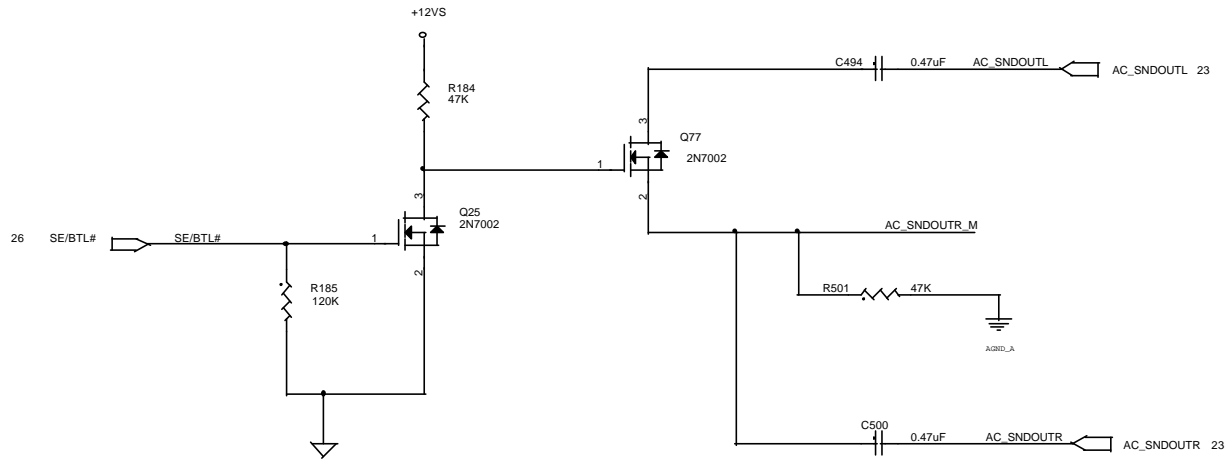 +12VS
R184
47K
C494
0.47uF
AC_SNDOUTL
AC_SNDOUTL 23
3
Q77
2N7002
1
2
3
Q25
2N7002
26 SE/BTL#
SE/BTL#
1
2
AC_SNDOUTR_M
R185
120K
R501
47K
AGND_A
C500
0.47uF
AC_SNDOUTR
AC_SNDOUTR 23